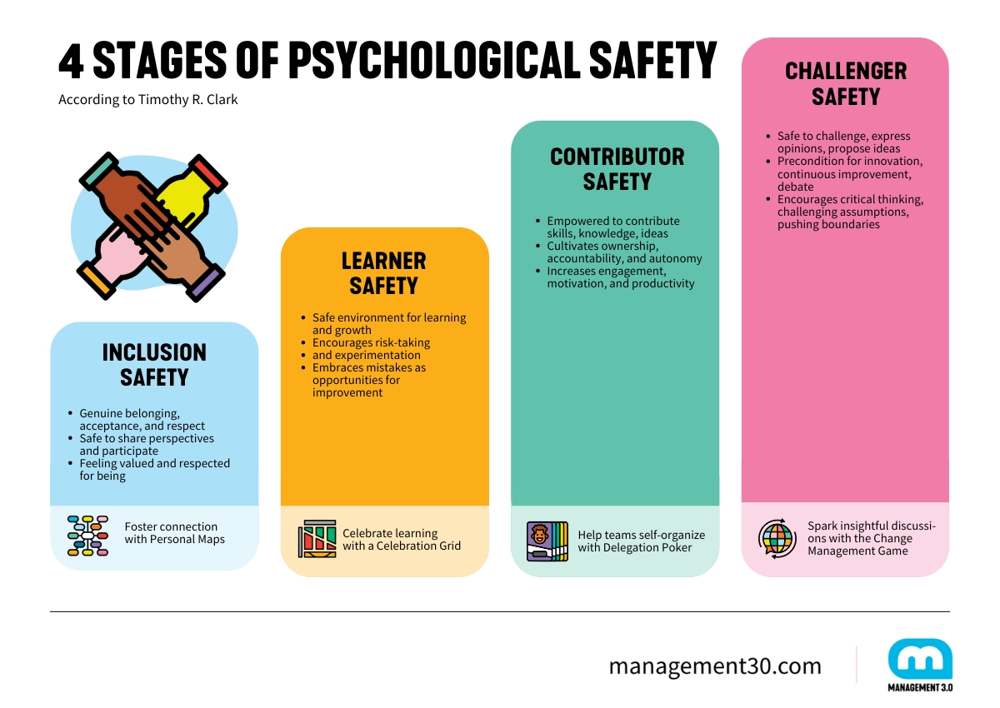 4 STAGES OF PSYCHOLOGICAL SAFETY
According to Timothy R. Clark
INCLUSION
SAFETY
• Genuine belonging,
acceptance, and respect
• Safe to share perspectives
and participate
• Feeling valued and respected
for being
Foster connection
with Personal Maps
LEARNER
SAFETY
• Safe environment for learning
and growth
• Encourages risk-taking
• and experimentation
• Embraces mistakes as
opportunities for
improvement
Celebrate learning
with a Celebration Grid
CONTRIBUTOR
SAFETY
• Empowered to contribute
skills, knowledge, ideas
• Cultivates ownership,
accountability, and autonomy
• Increases engagement,
motivation, and productivity
Help teams self-organize
with Delegation Poker
CHALLENGER
SAFETY
• Safe to challenge, express
opinions, propose ideas
• Precondition for innovation,
continuous improvement,
debate
• Encourages critical thinking,
challenging assumptions,
pushing boundaries
Spark insightful discussi-
ons with the Change
Management Game
management30.com
m
MANAGEMENT 3.0